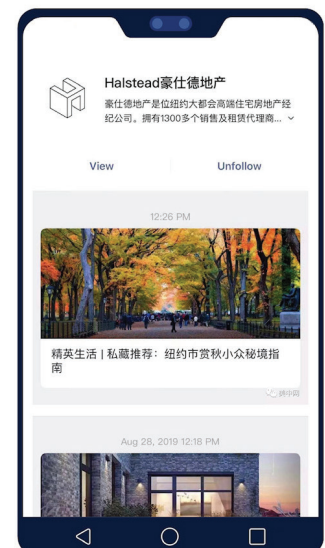 Halstead豪仕德地产
豪仕德地产是位纽约大都会高端住宅房地产经
纪公司。拥有1300多个销售及租赁代理商...
View Unfollow
12:26 PM
精英生活 | 私藏推荐：纽约市赏秋小众秘境指
南
Aug 28, 2019 12:18 PM